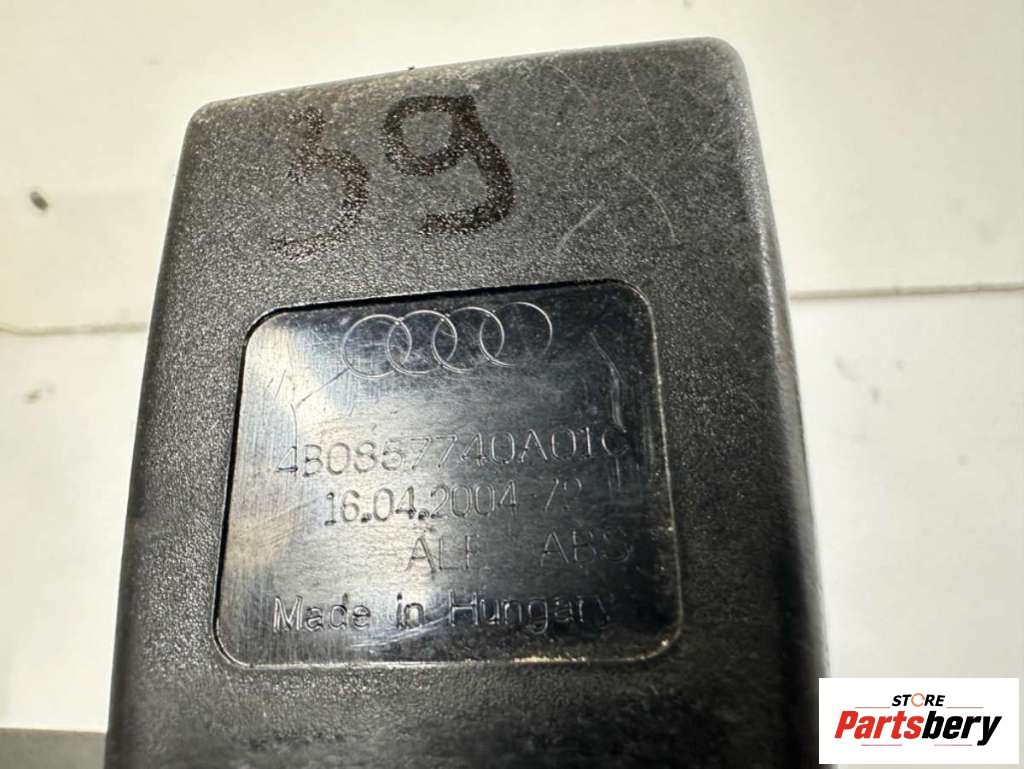 39
4B0857740A01C
16.04.2004
ALF ABS
Made in Hungary
STORE
Partsbery